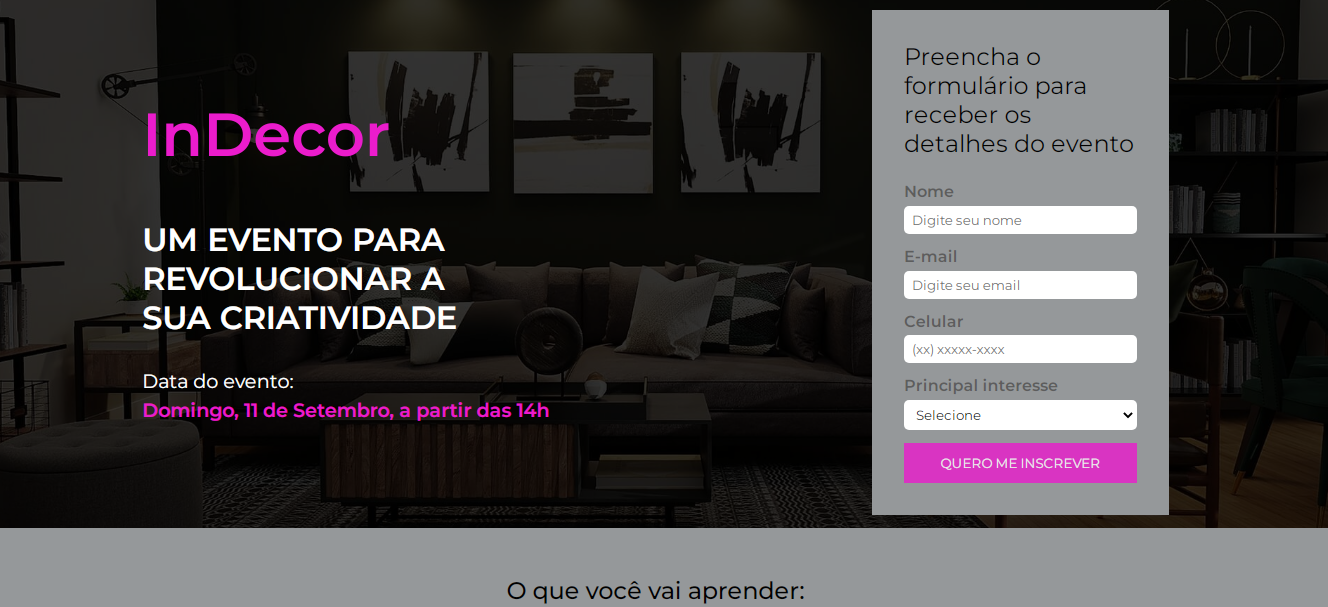 InDecor
UM EVENTO PARA
REVOLUCIONAR A
SUA CRIATIVIDADE
Data do evento:
Domingo, 11 de Setembro, a partir das 14h
Preencha o
formulário para
receber os
detalhes do evento
Nome
Digite seu nome
E-mail
Digite seu email
Celular
(xx) xxxxx-xxxx
Principal interesse
Selecione
QUERO ME INSCREVER
O que você vai aprender: